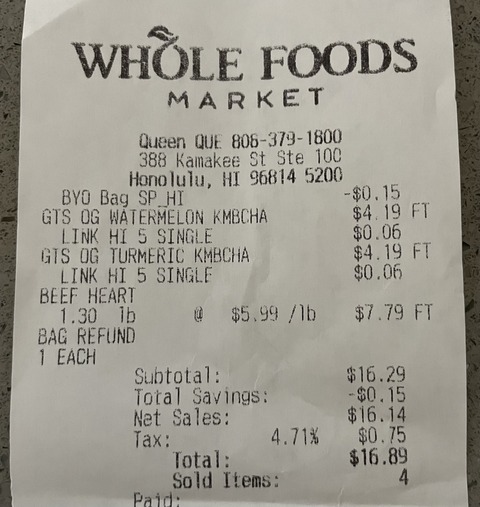 WHOLE FOODS
MARKET
Queen QUE 808-379-1800
388 Kamakee St Ste 100
Honolulu, HI 96814 5200
BYO Bag SP_HI -$0.15
GTS OG WATERMELON KMBCHA $4.19 FT
LINK HI 5 SINGLE $0.06
GTS OG TURMERIC KMBCHA $4.19 FT
LINK HI 5 SINGLE $0.06
BEEF HEART
1.30 lb @ $5.99 /lb $7.79 FT
BAG REFUND
1 EACH
Subtotal: $16.29
Total Savings: -$0.15
Net Sales: $16.14
Tax: 4.71% $0.75
Total: $16.89
Sold Items: 4
Paid: